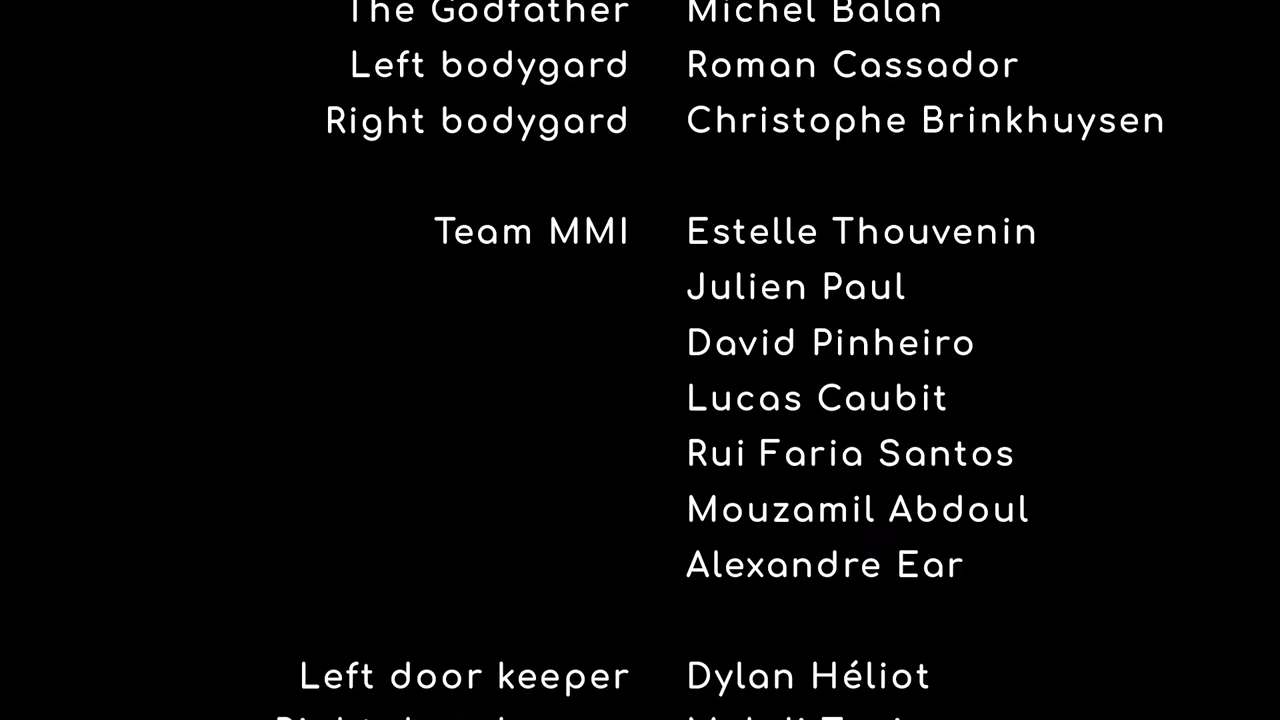 The Godfather Michel Balan
Left bodygard Roman Cassador
Right bodygard Christophe Brinkhuysen
Team MMI Estelle Thouvenin
Julien Paul
David Pinheiro
Lucas Caubit
Rui Faria Santos
Mouzamil Abdoul
Alexandre Ear
Left door keeper Dylan Héliot
Right